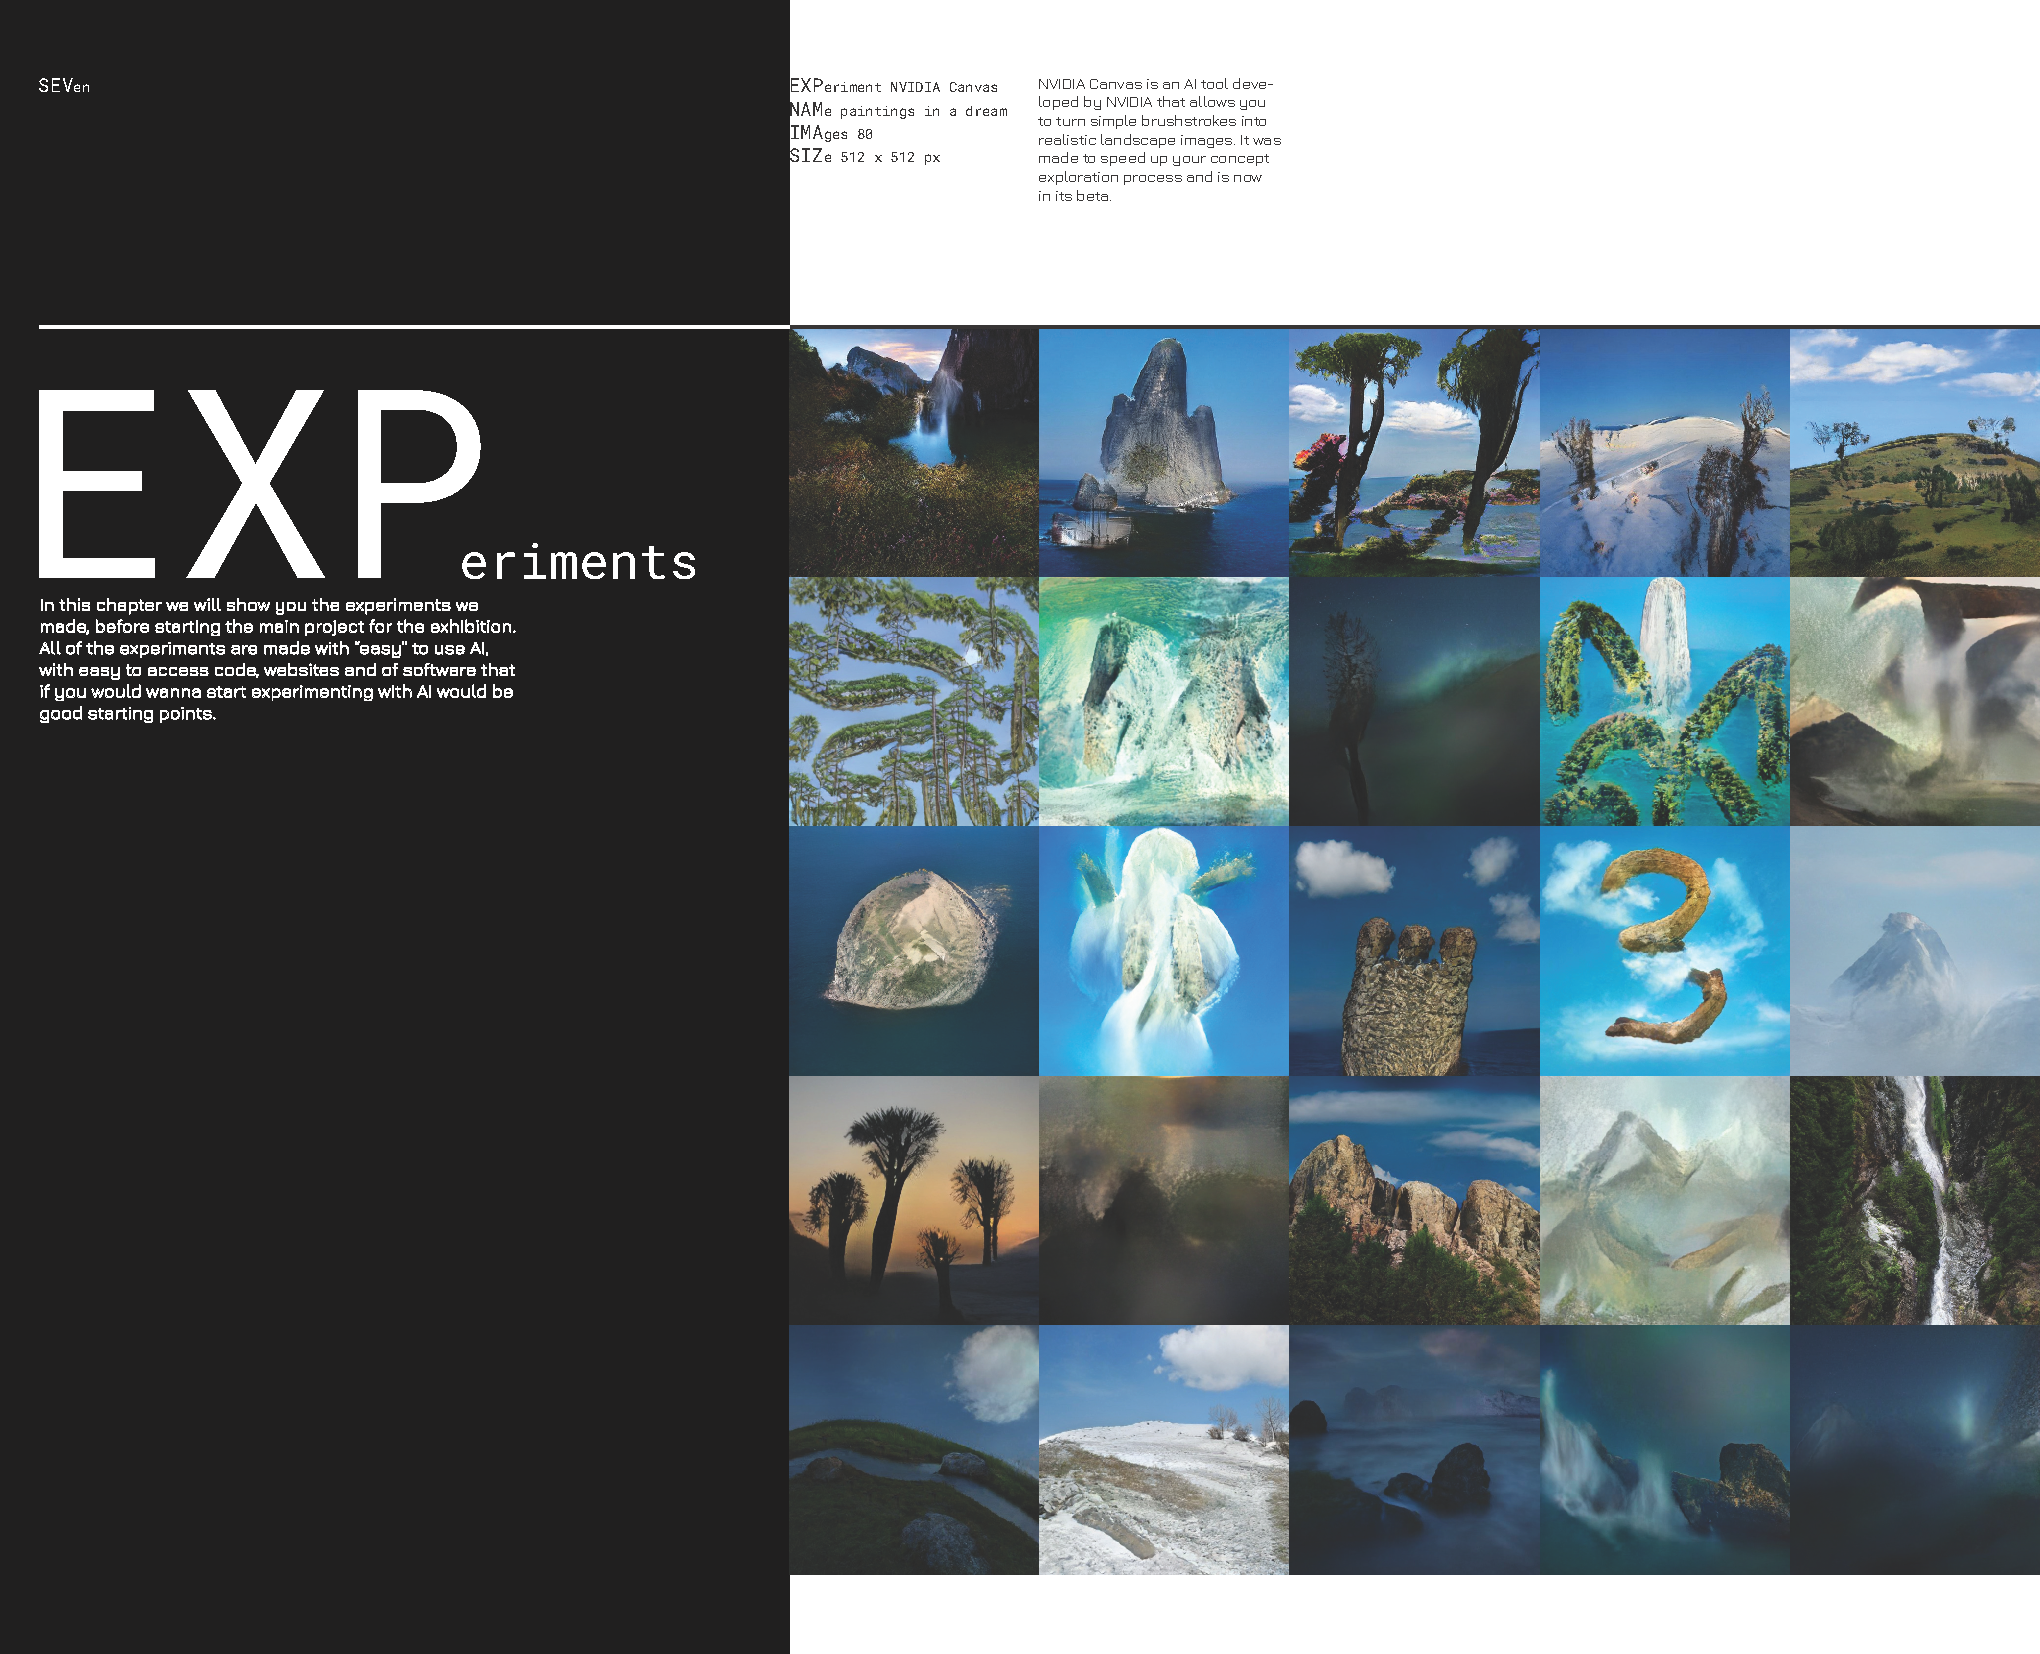 SEVen
EXPeriments
In this chapter we will show you the experiments we
made, before starting the main project for the exhibition.
All of the experiments are made with "easy" to use AI,
with easy to access code, websites and of software that
if you would wanna start experimenting with AI would be
good starting points.
EXPeriment NVIDIA Canvas
NAMe paintings in a dream
IMAges 80
SIZe 512 x 512 px
NVIDIA Canvas is an AI tool deve-
loped by NVIDIA that allows you
to turn simple brushstrokes into
realistic landscape images. It was
made to speed up your concept
exploration process and is now
in its beta.